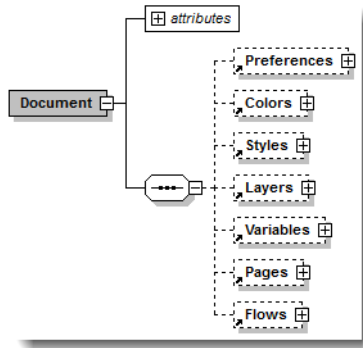 attributes
Preferences
Document
Colors
Styles
Layers
Variables
Pages
Flows